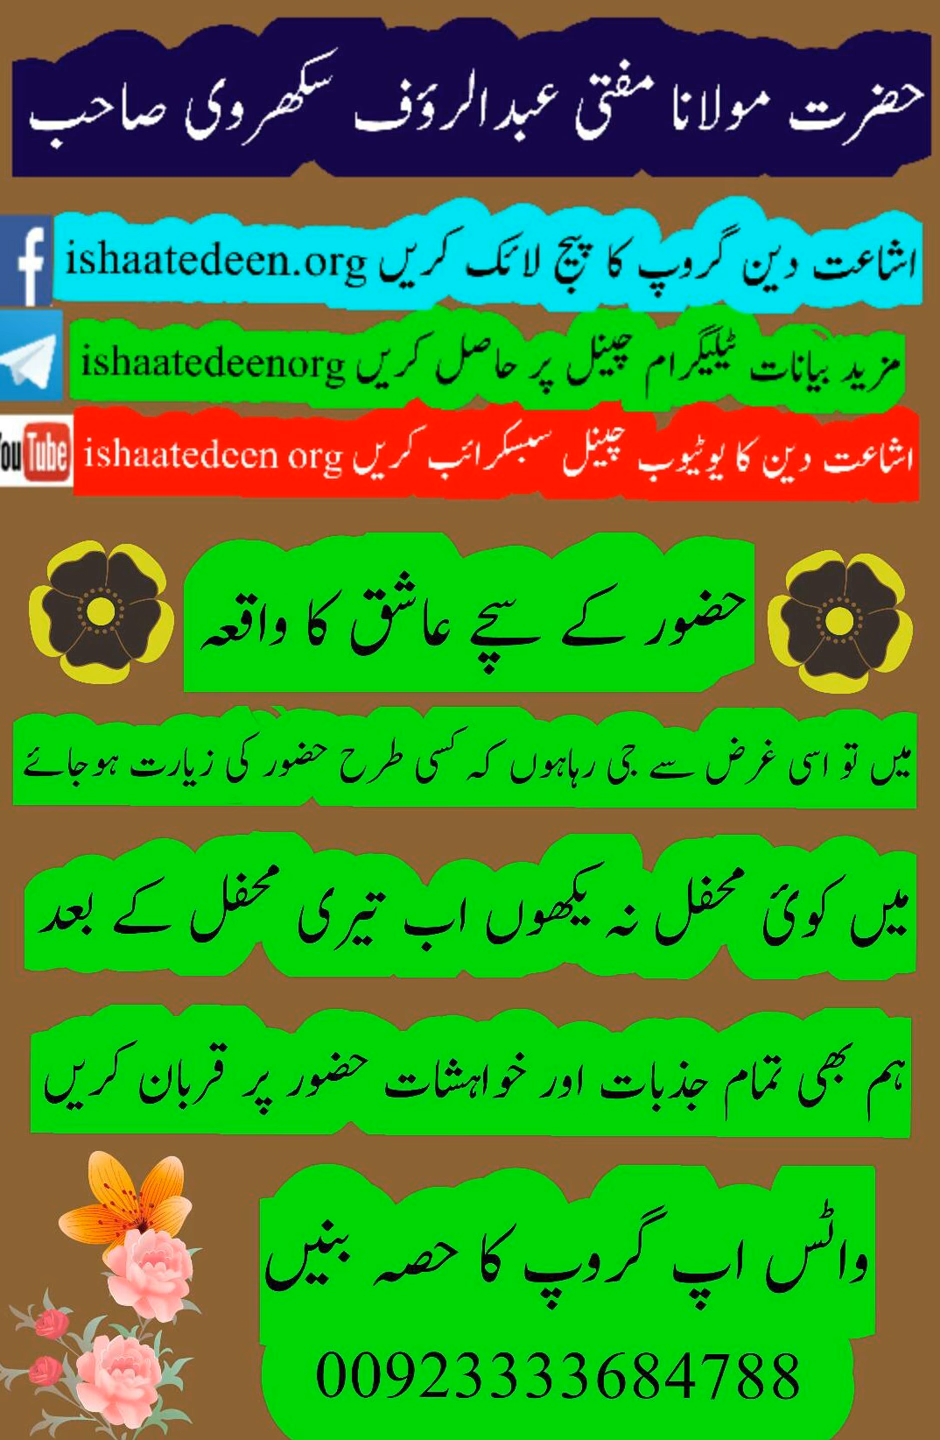 حضرت مولانا مفتی عبدالرؤف سکھروی صاحب
f
اشاعت دین گروپ کا پیج لائک کریں ishaatedeen.org
مزید بیانات ٹیلیگرام چینل پر حاصل کریں ishaatedeenorg
YouTube
اشاعت دین کا یوٹیوب چینل سبسکرائب کریں ishaatedeen org
حضور کے سچے عاشق کا واقعہ
میں تو اسی غرض سے جی رہاہوں کہ کسی طرح حضور کی زیارت ہوجائے
میں کوئ محفل نہ یکھوں اب تیری محفل کے بعد
ہم بھی تمام جذبات اور خواہشات حضور پر قربان کریں
واٹس اپ گروپ کا حصہ بنیں
00923333684788